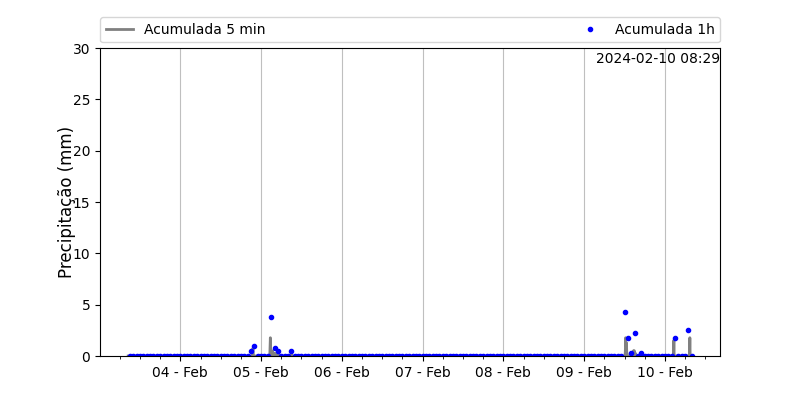 Acumulada 5 min
Acumulada 1h
2024-02-10 08:29
Precipitação (mm)
30
25
20
15
10
5
0
04 - Feb
05 - Feb
06 - Feb
07 - Feb
08 - Feb
09 - Feb
10 - Feb